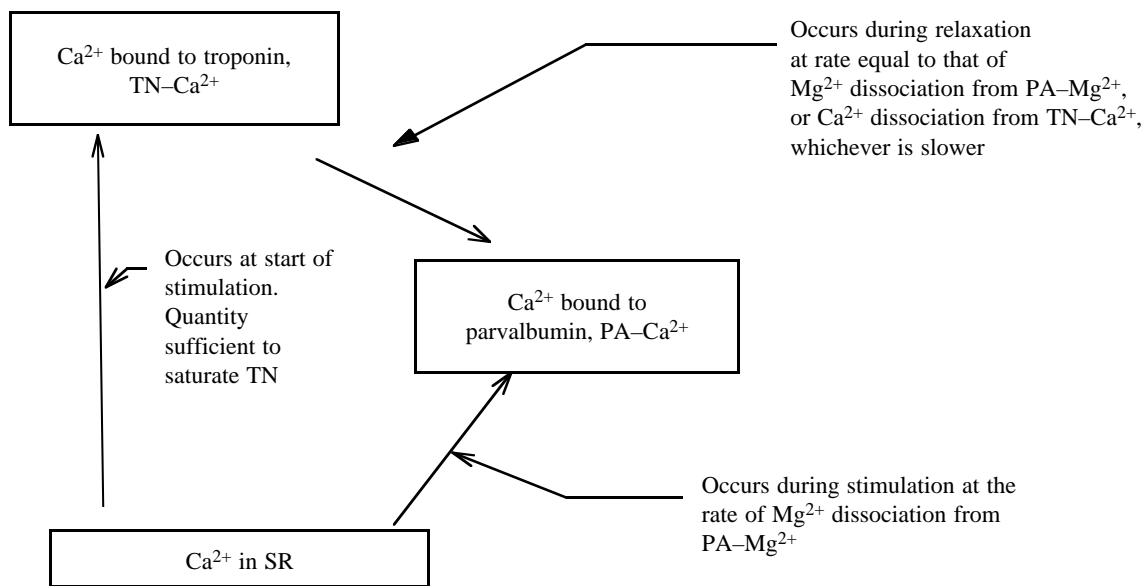 Ca²⁺ bound to troponin,
TN–Ca²⁺
Occurs during relaxation
at rate equal to that of
Mg²⁺ dissociation from PA–Mg²⁺,
or Ca²⁺ dissociation from TN–Ca²⁺,
whichever is slower
Occurs at start of
stimulation.
Quantity
sufficient to
saturate TN
Ca²⁺ bound to
parvalbumin, PA–Ca²⁺
Occurs during stimulation at the
rate of Mg²⁺ dissociation from
PA–Mg²⁺
Ca²⁺ in SR